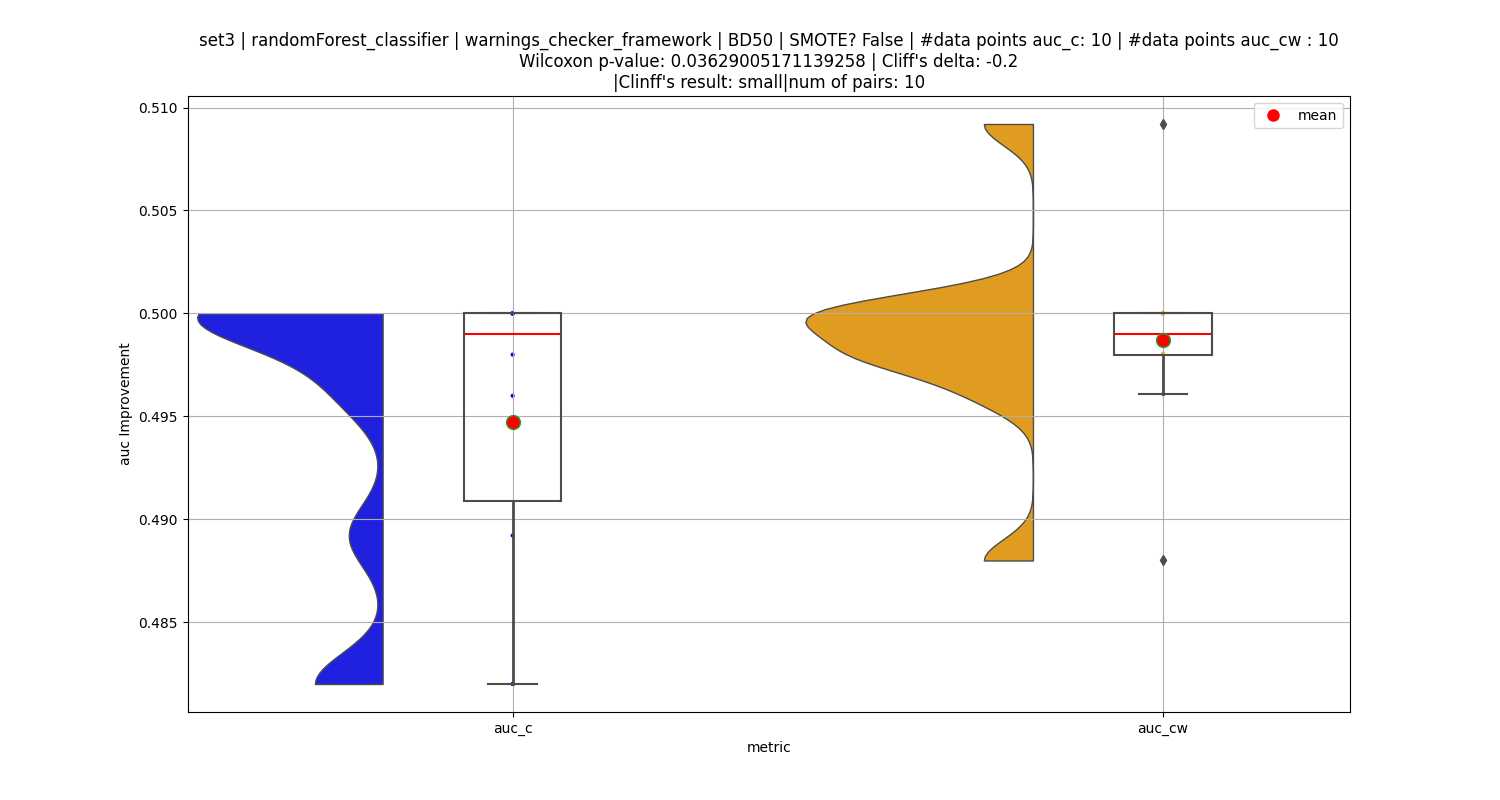 set3 | randomForest_classifier | warnings_checker_framework | BD50 | SMOTE? False | #data points auc_c: 10 | #data points auc_cw : 10
Wilcoxon p-value: 0.03629005171139258 | Cliff's delta: -0.2
|Clinff's result: small|num of pairs: 10
mean
0.510
0.505
0.500
0.495
0.490
0.485
auc Improvement
auc_c
auc_cw
metric